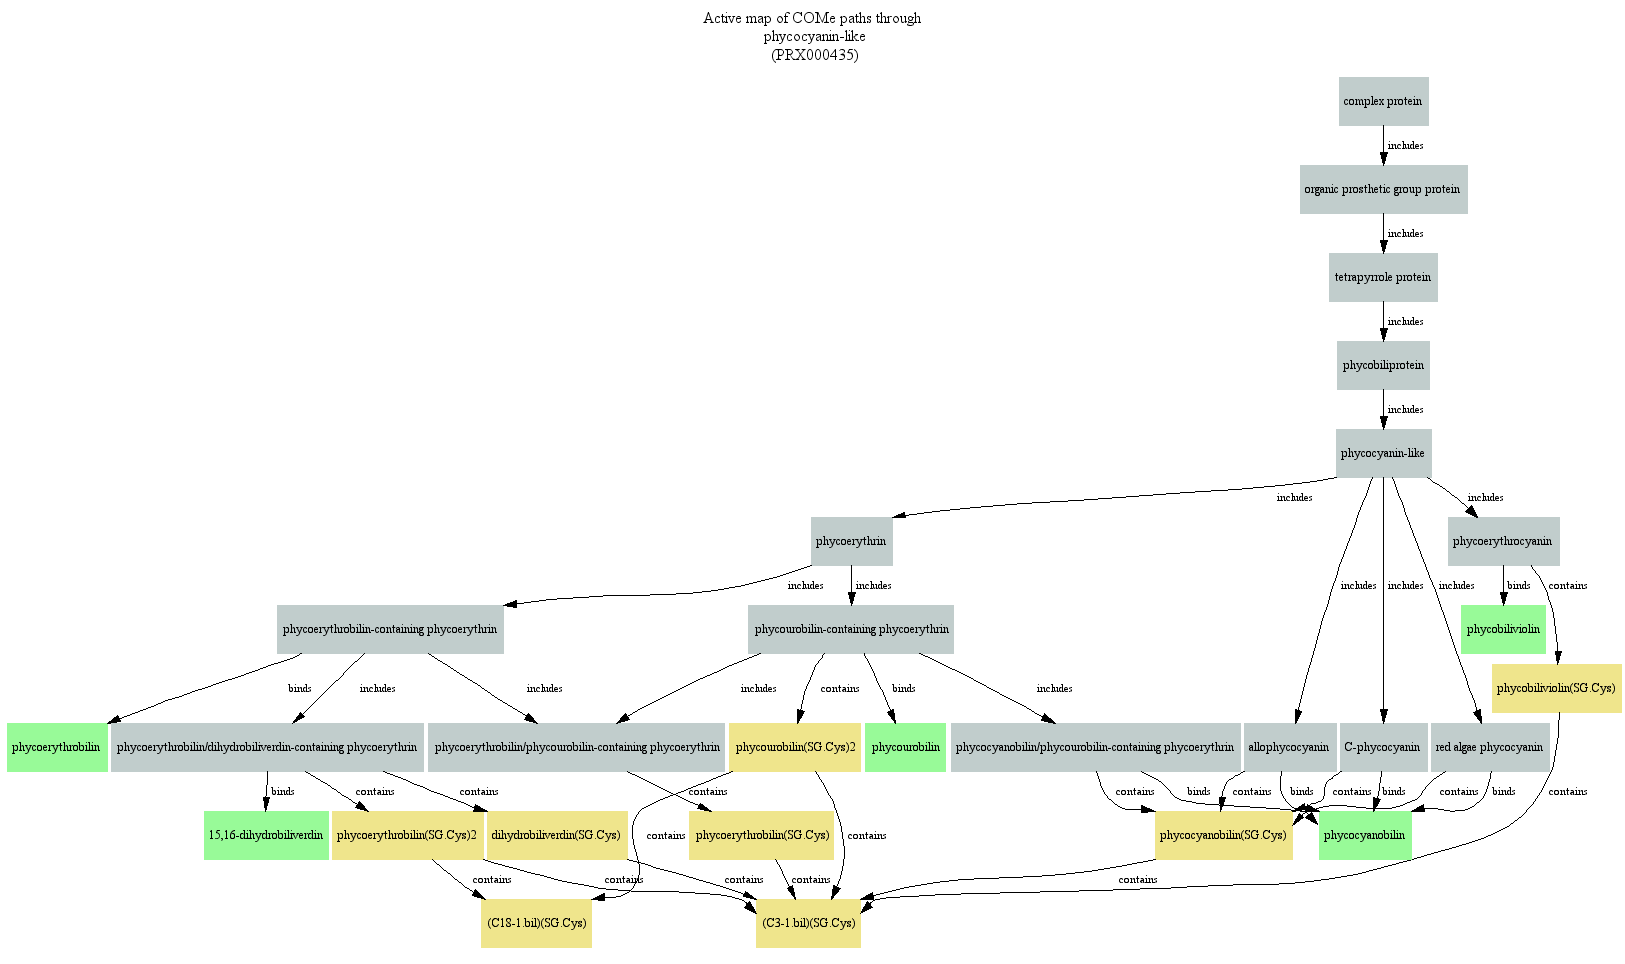 Active map of COMe paths through
phycocyanin-like
(PRX000435)
complex protein
includes
organic prosthetic group protein
includes
tetrapyrrole protein
includes
phycobiliprotein
includes
phycocyanin-like
includes
includes
phycoerythrin
phycoerythrocyanin
includes
includes
includes
includes
includes
binds
contains
phycoerythrobilin-containing phycoerythrin
phycourobilin-containing phycoerythrin
phycobiliviolin
binds
includes
includes
includes
contains
binds
includes
phycobiliviolin(SG.Cys)
phycoerythrobilin
phycoerythrobilin/dihydrobiliverdin-containing phycoerythrin
phycoerythrobilin/phycourobilin-containing phycoerythrin
phycourobilin(SG.Cys)2
phycourobilin
phycocyanobilin/phycourobilin-containing phycoerythrin
allophycocyanin
C-phycocyanin
red algae phycocyanin
binds
contains
contains
contains
contains
binds
contains
binds
contains
binds
contains
binds
contains
15,16-dihydrobiliverdin
phycoerythrobilin(SG.Cys)2
dihydrobiliverdin(SG.Cys)
contains
phycoerythrobilin(SG.Cys)
contains
phycocyanobilin(SG.Cys)
phycocyanobilin
contains
contains
contains
contains
contains
(C18-1.bil)(SG.Cys)
(C3-1.bil)(SG.Cys)